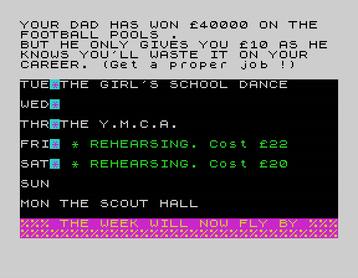 YOUR DAD HAS WON £40000 ON THE
FOOTBALL POOLS .
BUT HE ONLY GIVES YOU £10 AS HE
KNOWS YOU'LL WASTE IT ON YOUR
CAREER. (Get a proper job !)
TUE*THE GIRL'S SCHOOL DANCE
WED*
THR*THE Y.M.C.A.
FRI* * REHEARSING. Cost £22
SAT* * REHEARSING. Cost £20
SUN
MON THE SCOUT HALL
%%% THE WEEK WILL NOW FLY BY %%%